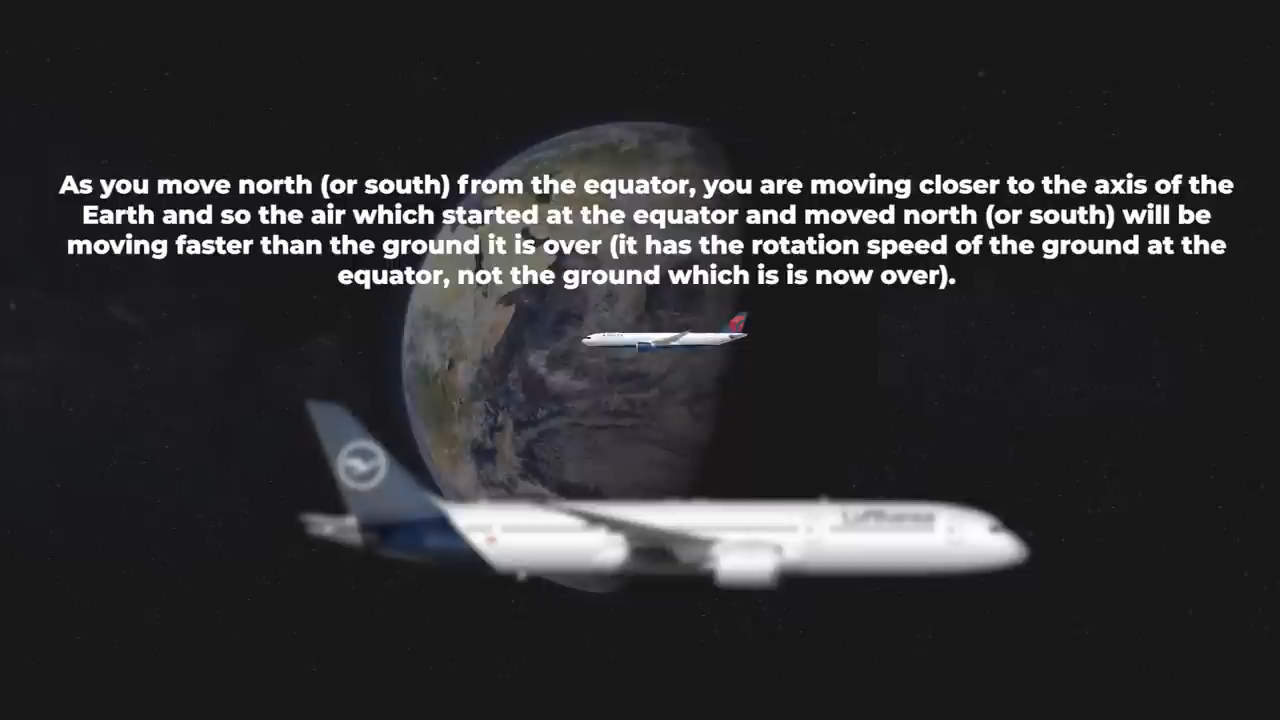 As you move north (or south) from the equator, you are moving closer to the axis of the
Earth and so the air which started at the equator and moved north (or south) will be
moving faster than the ground it is over (it has the rotation speed of the ground at the
equator, not the ground which is is now over).
Lufthansa